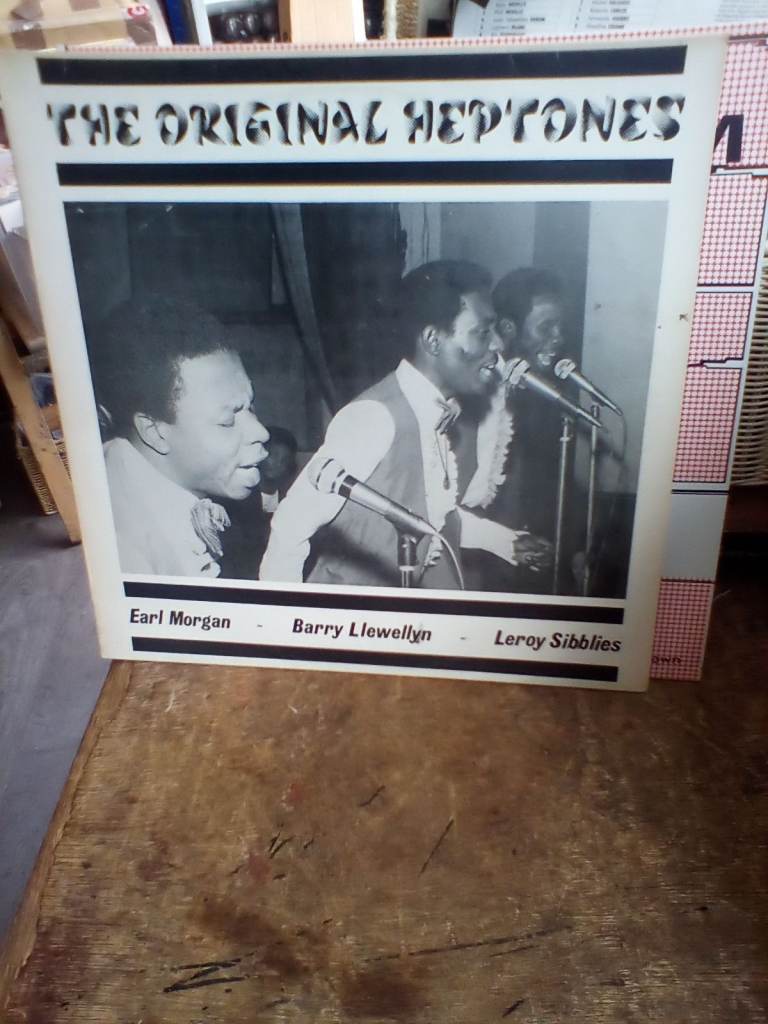 THE ORIGINAL HEPTONES
Earl Morgan - Barry Llewellyn - Leroy Sibblies